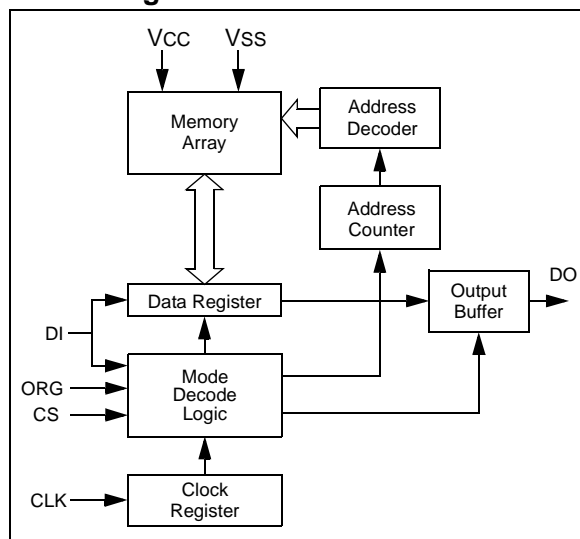 VCC
VSS
Memory
Array
Address
Decoder
Address
Counter
Data Register
Output
Buffer
DO
DI
ORG
CS
Mode
Decode
Logic
CLK
Clock
Register